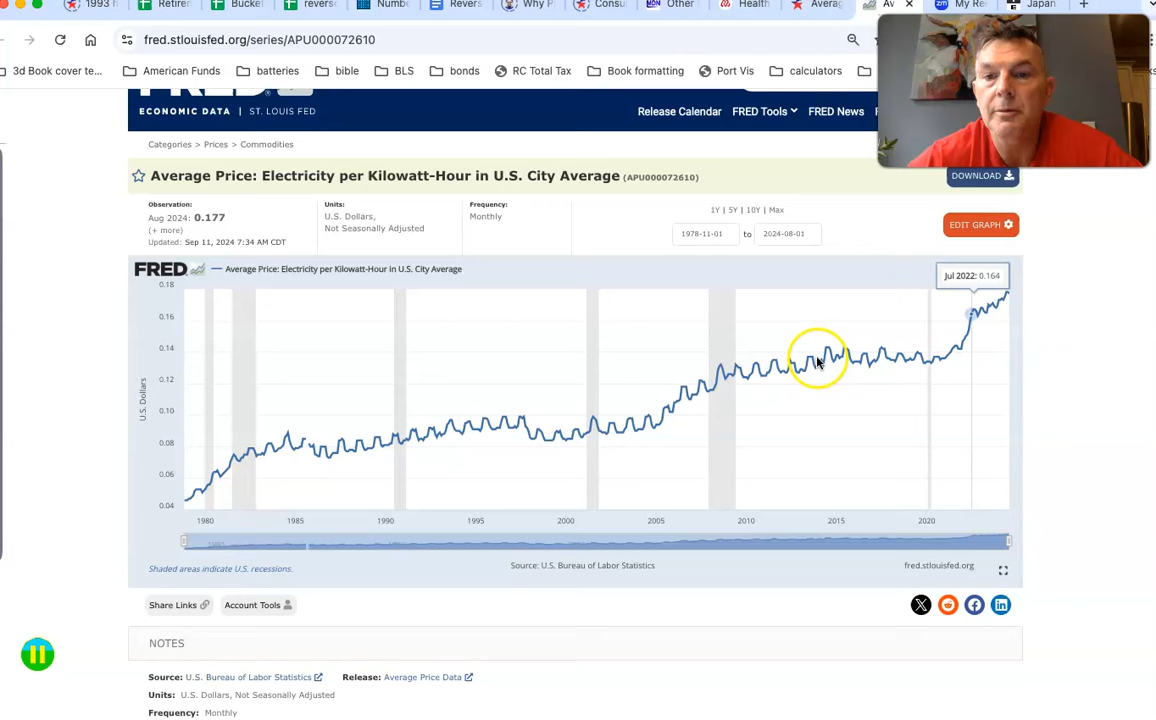 1993 h
Retirer
Bucket
revers
Numbe
Revers
Why P
Consu
Other
Health
Avera
Av
My Re
Japan
fred.stlouisfed.org/series/APU000072610
3d Book cover te...
American Funds
batteries
bible
BLS
bonds
RC Total Tax
Book formatting
Port Vis
calculators
FRED
ECONOMIC DATA | ST. LOUIS FED
Release Calendar
FRED Tools
FRED News
Categories > Prices > Commodities
Average Price: Electricity per Kilowatt-Hour in U.S. City Average (APU000072610)
DOWNLOAD
Observation:
Aug 2024: 0.177
(+ more)
Updated: Sep 11, 2024 7:34 AM CDT
Units:
U.S. Dollars,
Not Seasonally Adjusted
Frequency:
Monthly
1Y | 5Y | 10Y | Max
1978-11-01 to 2024-08-01
EDIT GRAPH
FRED
Average Price: Electricity per Kilowatt-Hour in U.S. City Average
Jul 2022: 0.164
0.18
0.16
0.14
0.12
0.10
0.08
0.06
0.04
U.S. Dollars
1980
1985
1990
1995
2000
2005
2010
2015
2020
Shaded areas indicate U.S. recessions.
Source: U.S. Bureau of Labor Statistics
fred.stlouisfed.org
Share Links
Account Tools
NOTES
Source: U.S. Bureau of Labor Statistics
Release: Average Price Data
Units: U.S. Dollars, Not Seasonally Adjusted
Frequency: Monthly